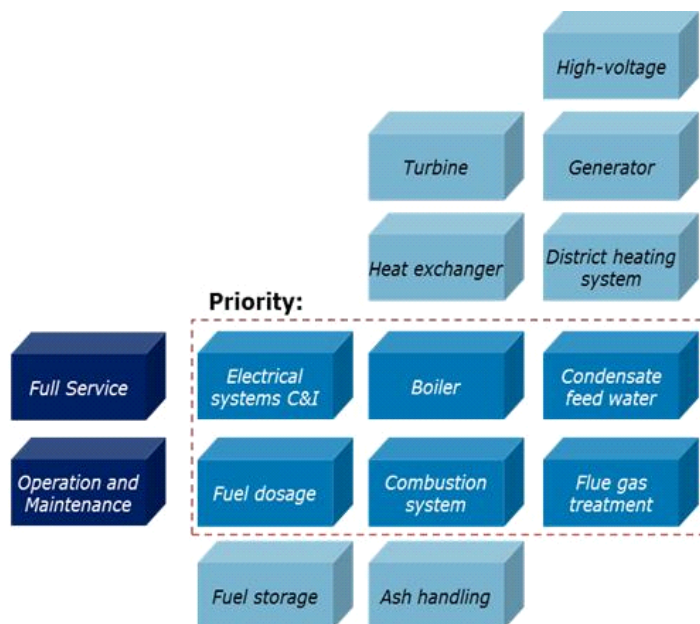 High-voltage
Turbine
Generator
Heat exchanger
District heating
system
Priority:
Full Service
Electrical
systems C&I
Boiler
Condensate
feed water
Operation and
Maintenance
Fuel dosage
Combustion
system
Flue gas
treatment
Fuel storage
Ash handling